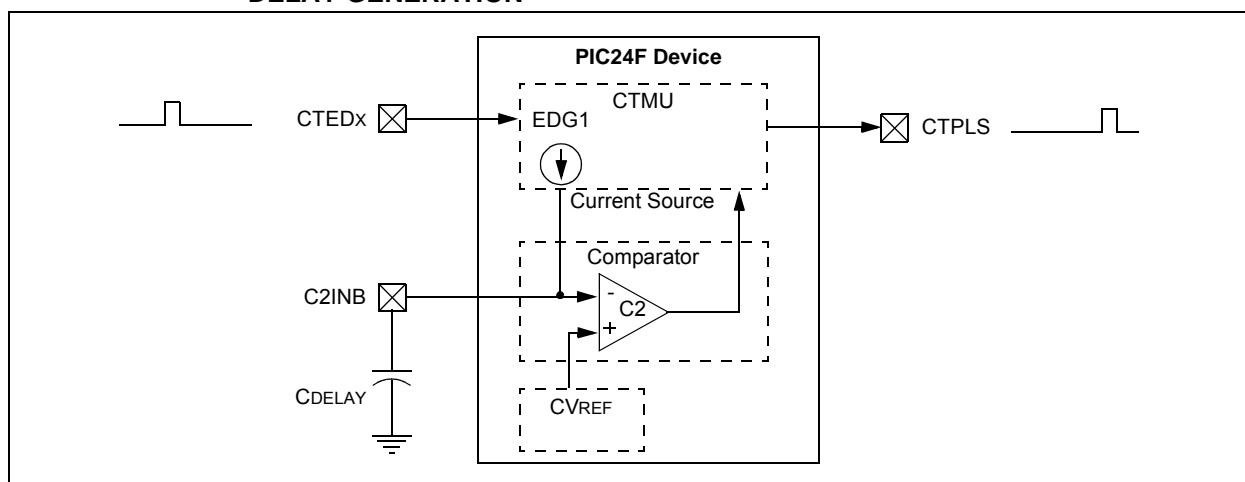 DELAY GENERATION
PIC24F Device
CTMU
CTEDX
EDG1
CTPLS
Current Source
Comparator
C2INB
-
C2
+
CDELAY
CVREF